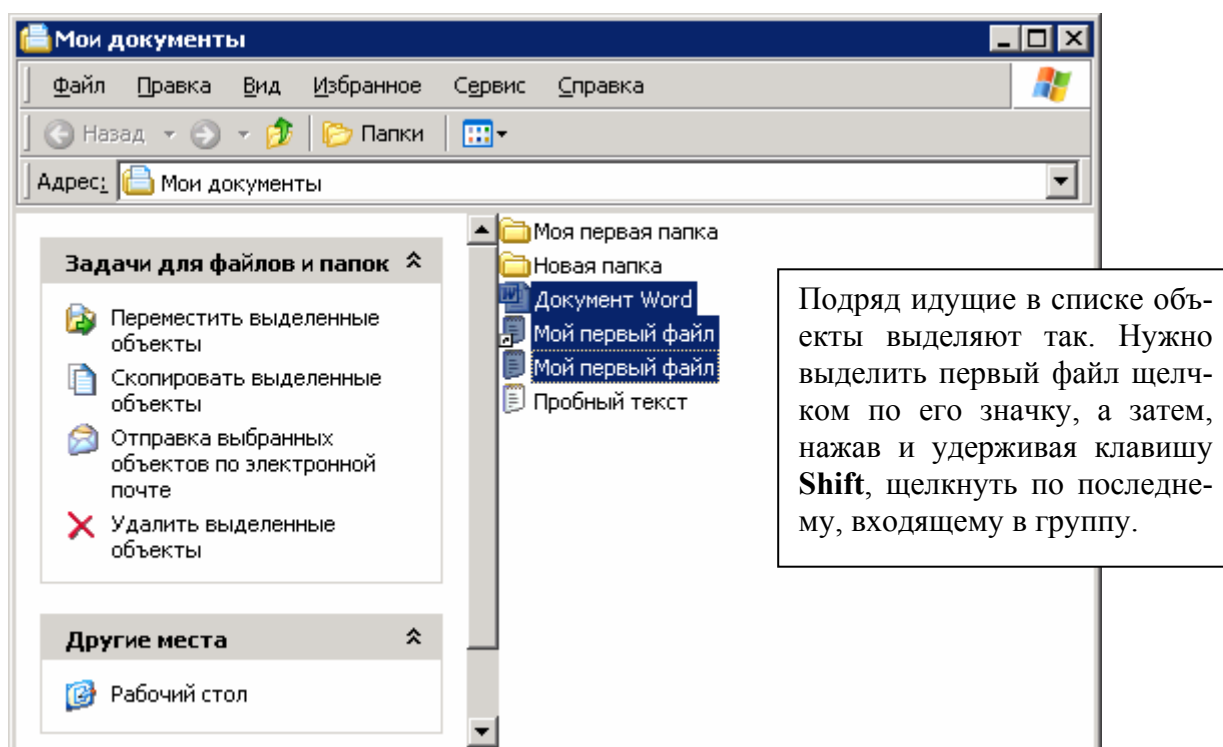 Мои документы
Файл Правка Вид Избранное Сервис Справка
Назад Папки
Адрес: Мои документы
Задачи для файлов и папок
Переместить выделенные
объекты
Скопировать выделенные
объекты
Отправка выбранных
объектов по электронной
почте
Удалить выделенные
объекты
Другие места
Рабочий стол
Моя первая папка
Новая папка
Документ Word
Мой первый файл
Мой первый файл
Пробный текст
Подряд идущие в списке объ-
екты выделяют так. Нужно
выделить первый файл щелч-
ком по его значку, а затем,
нажав и удерживая клавишу
Shift, щелкнуть по последне-
му, входящему в группу.